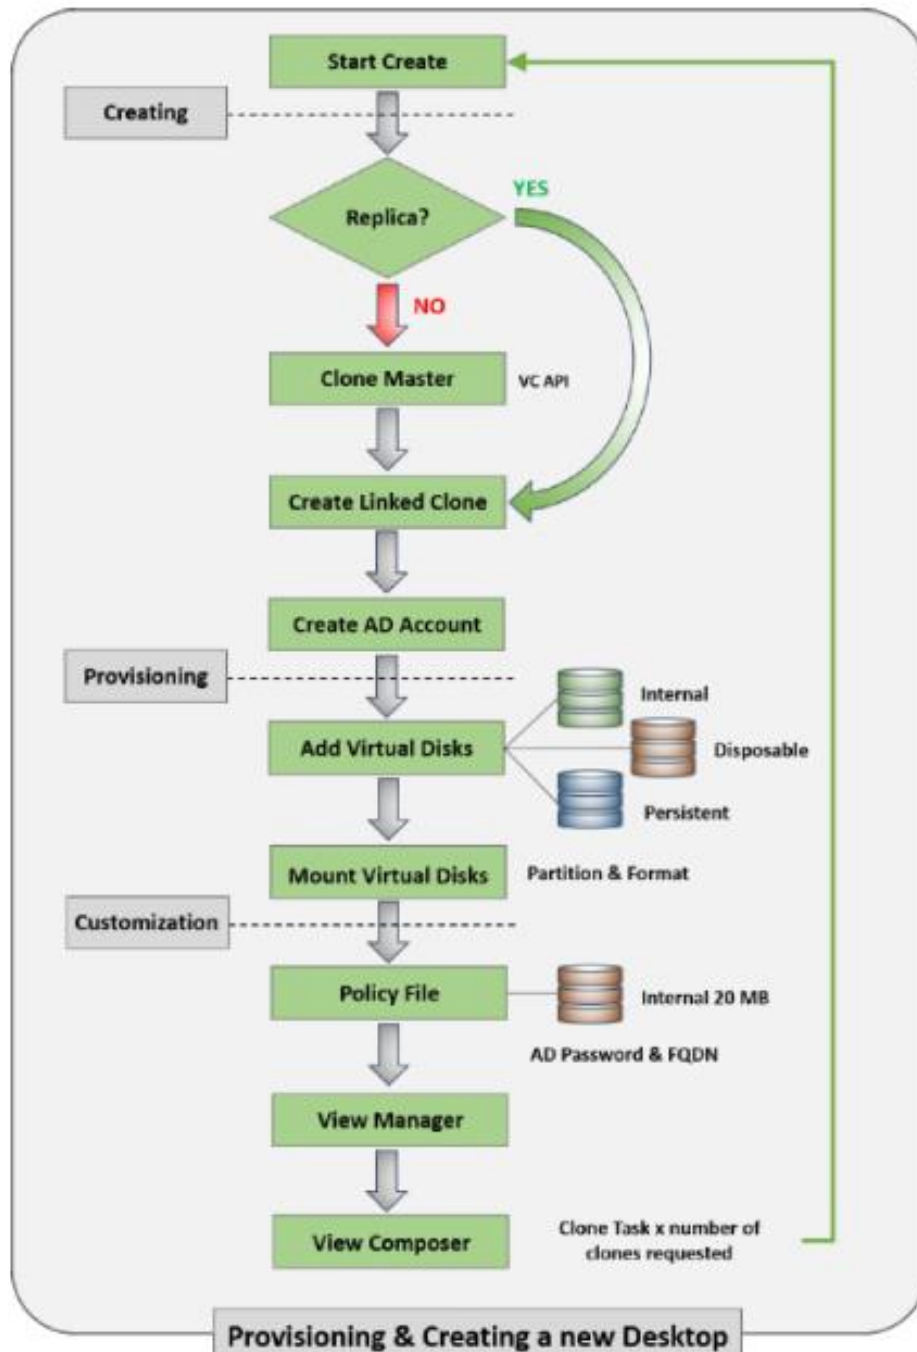 Start Create
Creating
YES
Replica?
NO
Clone Master
VC API
Create Linked Clone
Create AD Account
Provisioning
Internal
Add Virtual Disks
Disposable
Persistent
Mount Virtual Disks
Partition & Format
Customization
Policy File
Internal 20 MB
AD Password & FQDN
View Manager
View Composer
Clone Task x number of
clones requested
Provisioning & Creating a new Desktop